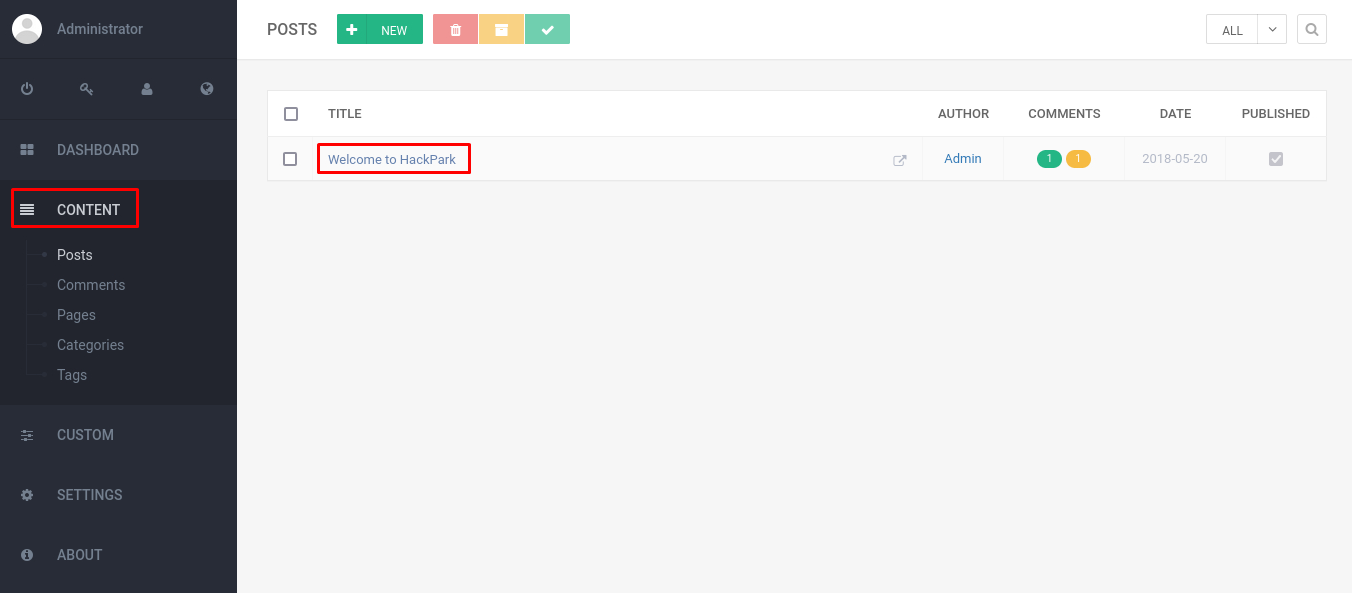 Administrator
DASHBOARD
CONTENT
Posts
Comments
Pages
Categories
Tags
CUSTOM
SETTINGS
ABOUT
POSTS
NEW
ALL
TITLE AUTHOR COMMENTS DATE PUBLISHED
Welcome to HackPark Admin 1 1 2018-05-20